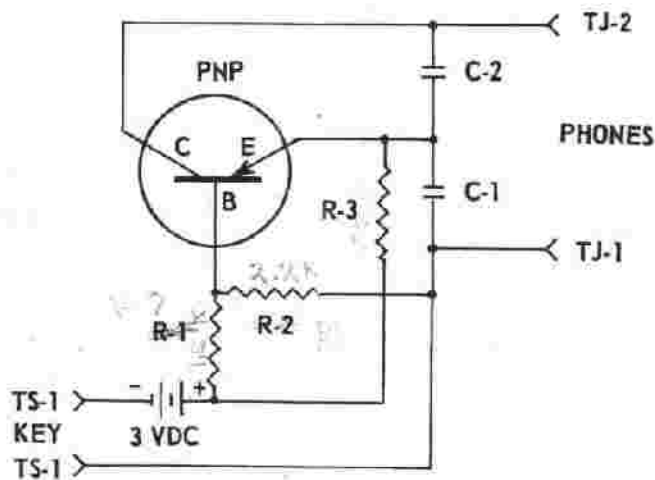 TJ-2
PNP
C-2
PHONES
C
E
B
R-3
C-1
TJ-1
2.2K
R-1
R-2
TS-1
- +
KEY
3 VDC
TS-1